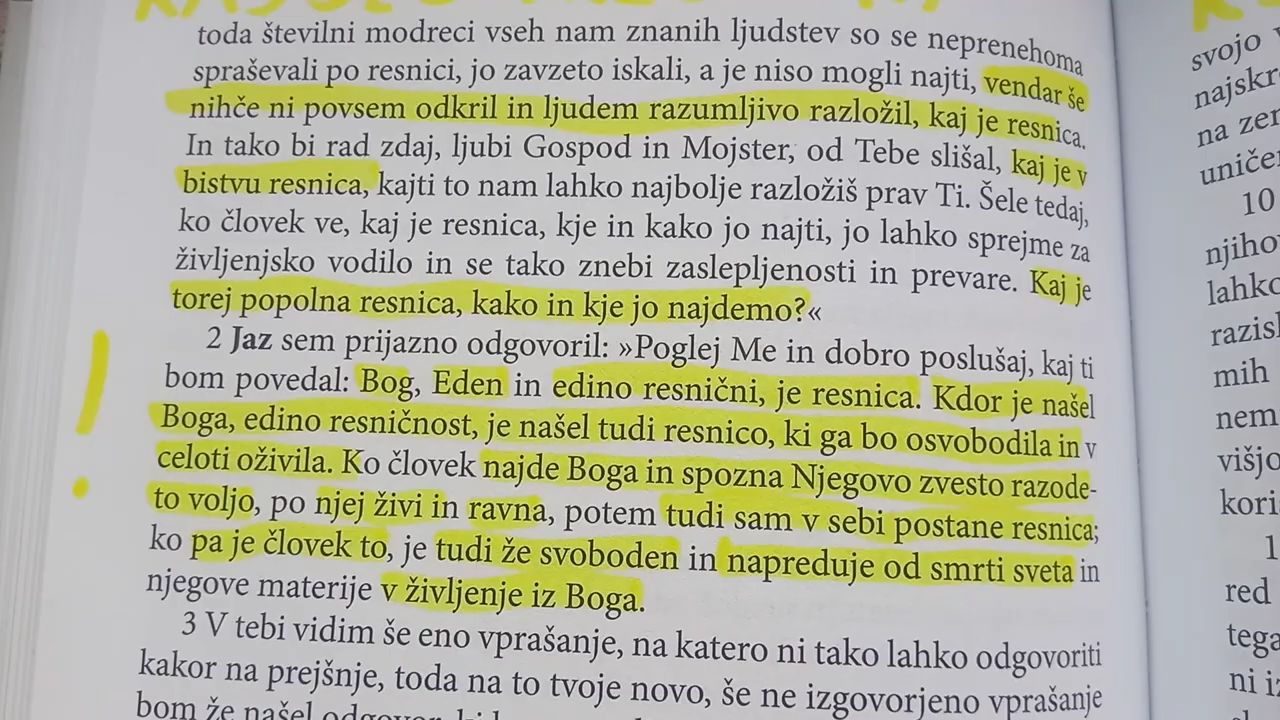 toda številni modreci vseh nam znanih ljudstev so se neprenehoma
spraševali po resnici, jo zavzeto iskali, a je niso mogli najti, vendar še
nihče ni povsem odkril in ljudem razumljivo razložil, kaj je resnica.
In tako bi rad zdaj, ljubi Gospod in Mojster, od Tebe slišal, kaj je v
bistvu resnica, kajti to nam lahko najbolje razložiš prav Ti. Šele tedaj,
ko človek ve, kaj je resnica, kje in kako jo najti, jo lahko sprejme za
življenjsko vodilo in se tako znebi zaslepljenosti in prevare. Kaj je
torej popolna resnica, kako in kje jo najdemo?«
2 Jaz sem prijazno odgovoril: »Poglej Me in dobro poslušaj, kaj ti
bom povedal: Bog, Eden in edino resnični, je resnica. Kdor je našel
Boga, edino resničnost, je našel tudi resnico, ki ga bo osvobodila in v
celoti oživila. Ko človek najde Boga in spozna Njegovo zvesto razode-
to voljo, po njej živi in ravna, potem tudi sam v sebi postane resnica;
ko pa je človek to, je tudi že svoboden in napreduje od smrti sveta in
njegove materije v življenje iz Boga.
3 V tebi vidim še eno vprašanje, na katero ni tako lahko odgovoriti
kakor na prejšnje, toda na to tvoje novo, še ne izgovorjeno vprašanje
bom že našel
svojo
na
10
mih
red
ni